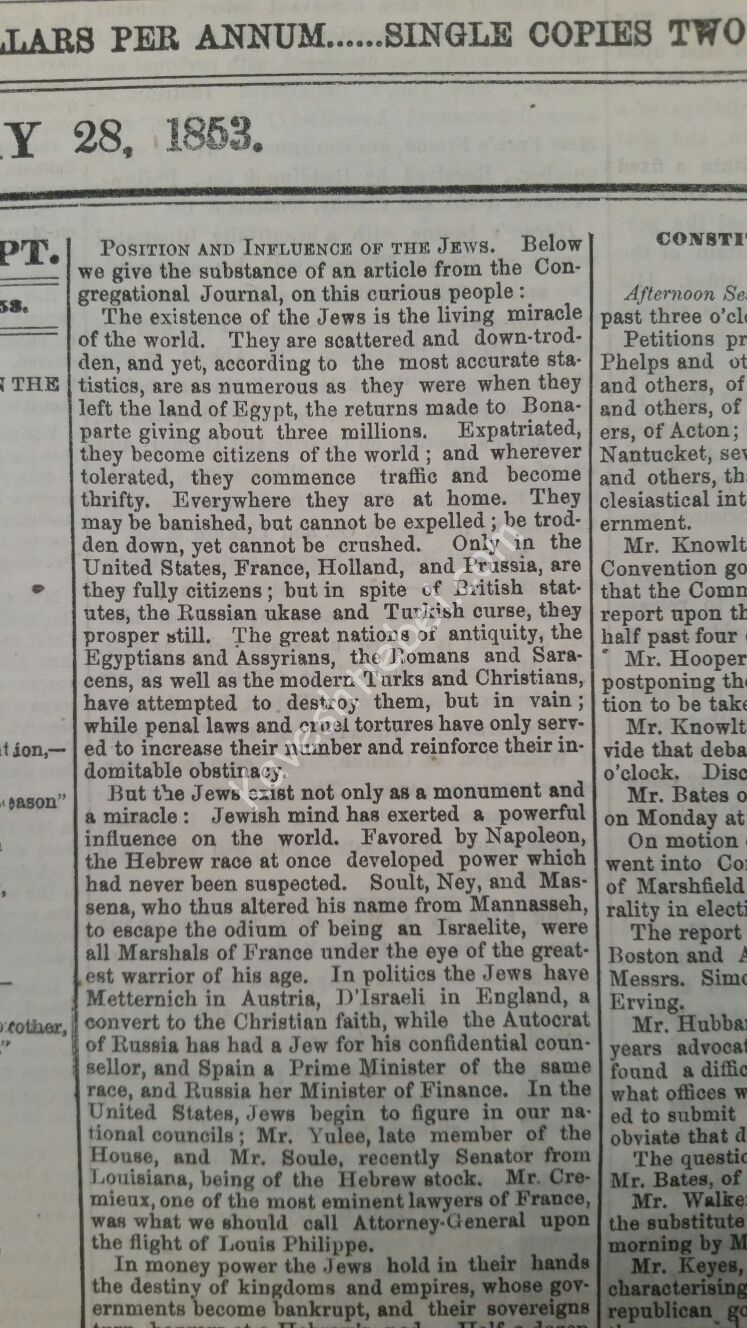 LLARS PER ANNUM......SINGLE COPIES TWO
Y 28, 1853.
PT.
53.
N THE
ation,—
eason"
rother,
POSITION AND INFLUENCE OF THE JEWS. Below
we give the substance of an article from the Con-
gregational Journal, on this curious people:
The existence of the Jews is the living miracle
of the world. They are scattered and down-trod-
den, and yet, according to the most accurate sta-
tistics, are as numerous as they were when they
left the land of Egypt, the returns made to Bona-
parte giving about three millions. Expatriated,
they become citizens of the world; and wherever
tolerated, they commence traffic and become
thrifty. Everywhere they are at home. They
may be banished, but cannot be expelled; be trod-
den down, yet cannot be crushed. Only in the
United States, France, Holland, and Prussia, are
they fully citizens; but in spite of British stat-
utes, the Russian ukase and Turkish curse, they
prosper still. The great nations of antiquity, the
Egyptians and Assyrians, the Romans and Sara-
cens, as well as the modern Turks and Christians,
have attempted to destroy them, but in vain;
while penal laws and cruel tortures have only serv-
ed to increase their number and reinforce their in-
domitable obstinacy
But the Jews exist not only as a monument and
a miracle: Jewish mind has exerted a powerful
influence on the world. Favored by Napoleon,
the Hebrew race at once developed power which
had never been suspected. Soult, Ney, and Mas-
sena, who thus altered his name from Mannasseh,
to escape the odium of being an Israelite, were
all Marshals of France under the eye of the great-
est warrior of his age. In politics the Jews have
Metternich in Austria, D'Israeli in England, a
convert to the Christian faith, while the Autocrat
of Russia has had a Jew for his confidential coun-
sellor, and Spain a Prime Minister of the same
race, and Russia her Minister of Finance. In the
United States, Jews begin to figure in our na-
tional councils; Mr. Yulee, late member of the
House, and Mr. Soule, recently Senator from
Louisiana, being of the Hebrew stock. Mr. Cre-
mieux, one of the most eminent lawyers of France,
was what we should call Attorney-General upon
the flight of Louis Philippe.
In money power the Jews hold in their hands
the destiny of kingdoms and empires, whose gov-
ernments become bankrupt, and their sovereigns
CONSTI
Afternoon Se
past three o'clo
Petitions pr
Phelps and ot
and others, of
and others, of
ers, of Acton;
Nantucket, sev
and others, th
clesiastical int
ernment.
Mr. Knowlt
Convention go
that the Comm
report upon th
half past four
Mr. Hooper
postponing the
tion to be take
Mr. Knowlt
vide that deba
o'clock. Disc
Mr. Bates o
on Monday at
On motion
went into Co
of Marshfield
rality in electi
The report
Boston and A
Messrs. Simo
Erving.
Mr. Hubba
years advocat
found a diffic
what offices w
ed to submit
obviate that d
The questic
Mr. Bates, of
Mr. Walke
the substitute
morning by M
Mr. Keyes,
characterising
republican go